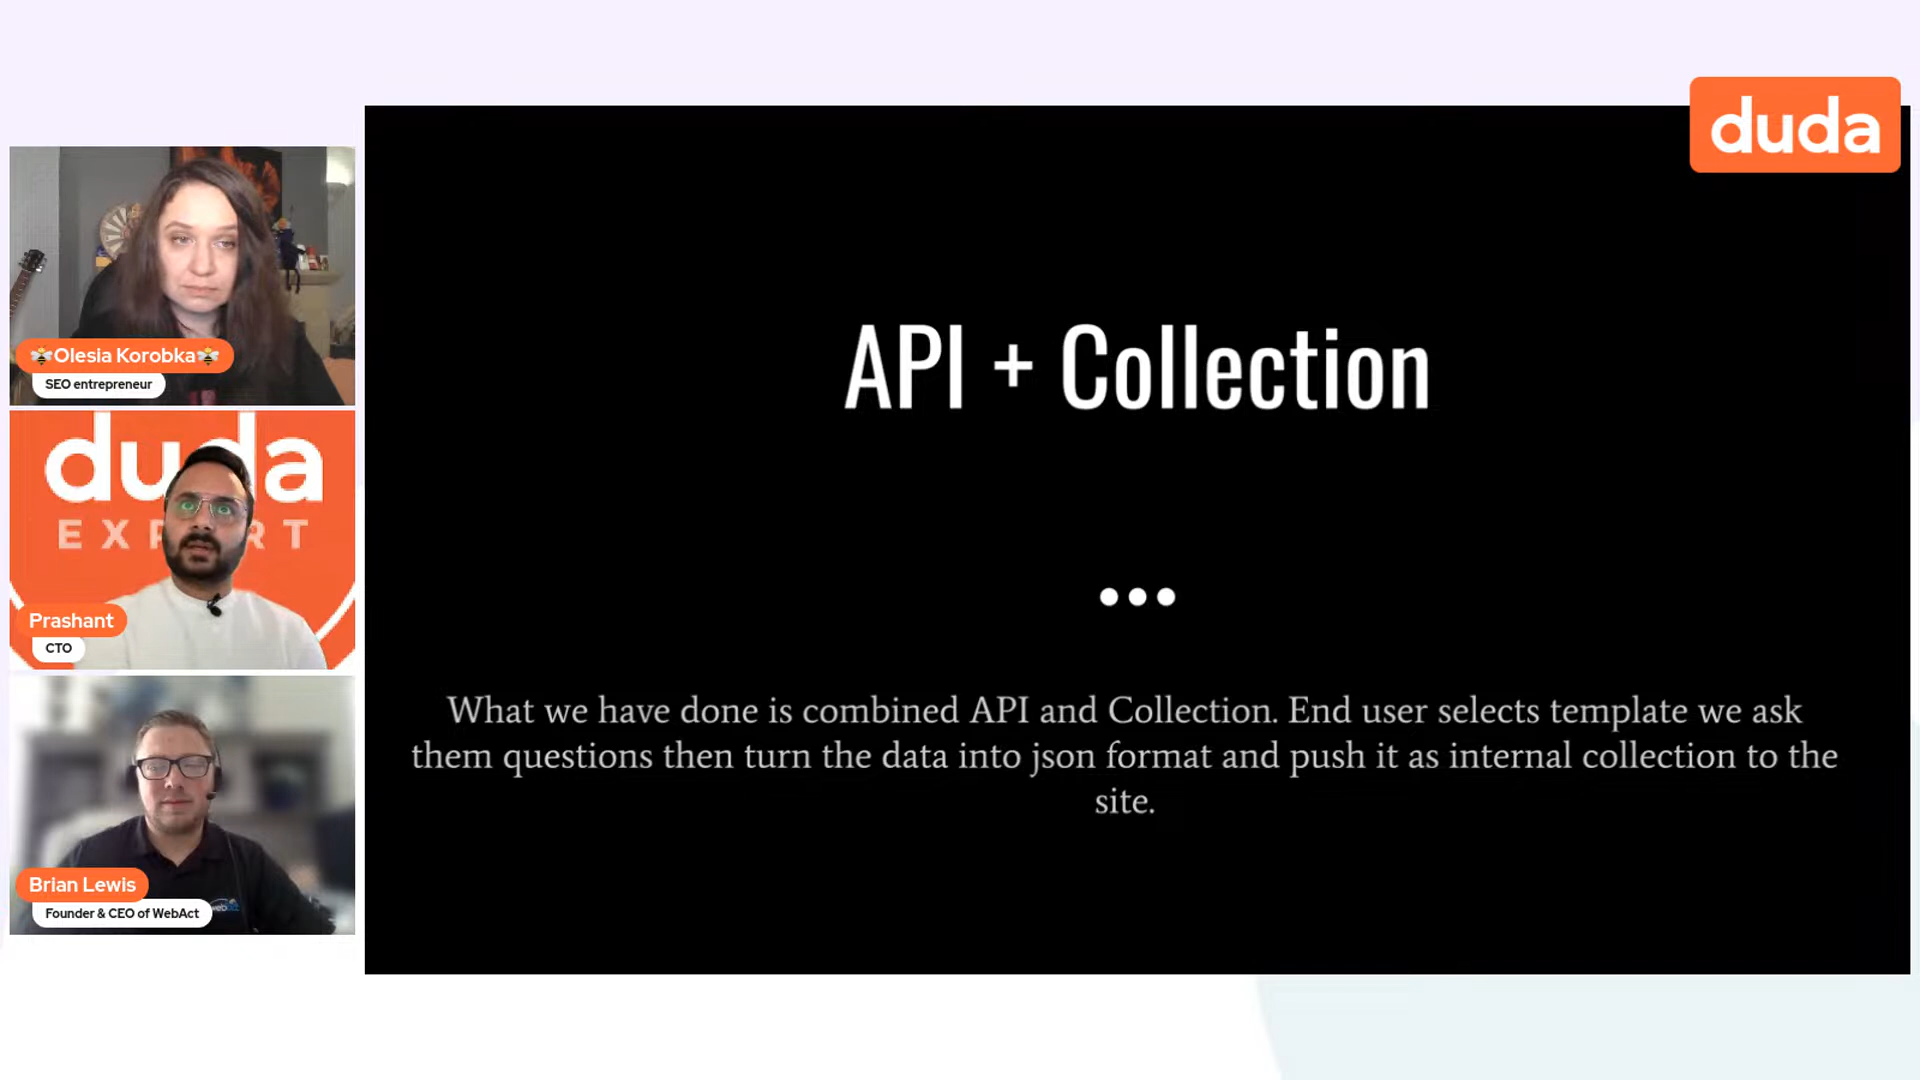 duda
🐝Olesia Korobka🐝
SEO entrepreneur
duda
EXPERT
Prashant
CTO
Brian Lewis
Founder & CEO of WebAct
API + Collection
What we have done is combined API and Collection. End user selects template we ask
them questions then turn the data into json format and push it as internal collection to the
site.